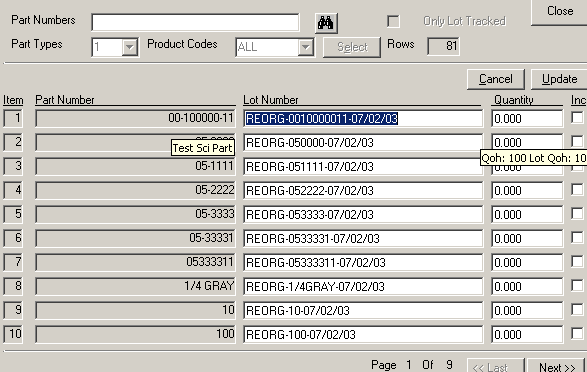 Part Numbers Only Lot Tracked Close
Part Types 1 Product Codes ALL Select Rows 81
Cancel Update
Item Part Number Lot Number Quantity Inc
1 00-100000-11 REORG-0010000011-07/02/03 0.000
2 REORG-050000-07/02/03 0.000
Test Sci Part Qoh: 100 Lot Qoh: 10
3 05-1111 REORG-051111-07/02/03 0.000
4 05-2222 REORG-052222-07/02/03 0.000
5 05-3333 REORG-053333-07/02/03 0.000
6 05-33331 REORG-0533331-07/02/03 0.000
7 05333311 REORG-05333311-07/02/03 0.000
8 1/4 GRAY REORG-1/4GRAY-07/02/03 0.000
9 10 REORG-10-07/02/03 0.000
10 100 REORG-100-07/02/03 0.000
Page 1 Of 9 << Last Next >>